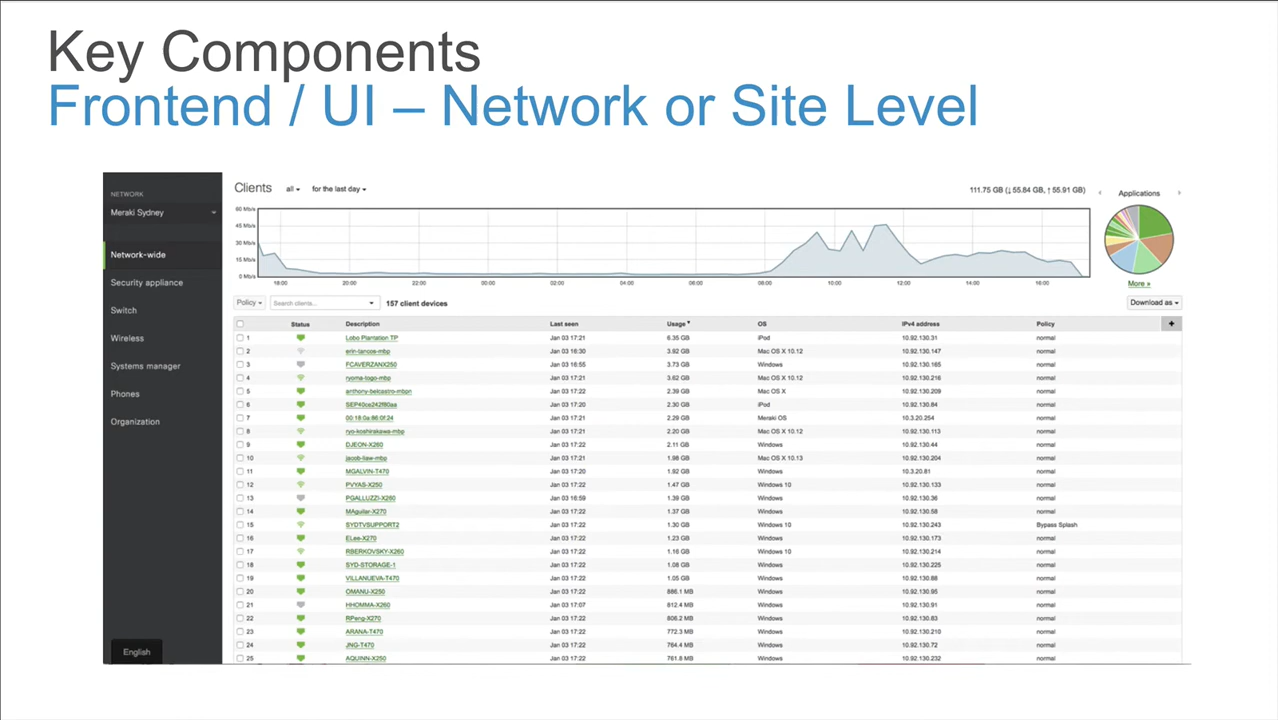 Key Components
Frontend / UI – Network or Site Level
NETWORK
Meraki Sydney
Network-wide
Security appliance
Switch
Wireless
Systems manager
Phones
Organization
English
Clients all for the last day
111.75 GB (↓ 55.84 GB, ↑ 55.91 GB)
Applications
More »
60 Mb/s
45 Mb/s
30 Mb/s
15 Mb/s
0 Mb/s
18:00 20:00 22:00 00:00 02:00 04:00 06:00 08:00 10:00 12:00 14:00 16:00
Policy Search clients... 157 client devices Download as
Status Description Last seen Usage OS IPv4 address Policy +
1 Lobo Plantation TP Jan 03 17:21 6.35 GB iPod 10.92.130.31 normal
2 erin-tancos-mbp Jan 03 16:30 3.92 GB Mac OS X 10.12 10.92.130.147 normal
3 FCAVERZANX250 Jan 03 16:55 3.73 GB Windows 10.92.130.165 normal
4 ryoma-logo-mbp Jan 03 17:21 3.62 GB Mac OS X 10.12 10.92.130.216 normal
5 anthony-belcastro-mbpn Jan 03 17:22 2.39 GB Mac OS X 10.92.130.209 normal
6 SEP40ce242f80aa Jan 03 17:20 2.30 GB iPod 10.92.130.84 normal
7 00:18:0a:86:0f:24 Jan 03 17:21 2.29 GB Meraki OS 10.3.20.254 normal
8 ryo-koshirakawa-mbp Jan 03 17:21 2.20 GB Mac OS X 10.12 10.92.130.113 normal
9 DJEON-X260 Jan 03 17:22 2.11 GB Windows 10.92.130.44 normal
10 jacob-liaw-mbp Jan 03 17:21 1.98 GB Mac OS X 10.13 10.92.130.204 normal
11 MGALVIN-T470 Jan 03 17:20 1.92 GB Windows 10.3.20.81 normal
12 PVYAS-X250 Jan 03 17:22 1.47 GB Windows 10 10.92.130.133 normal
13 PGALLUZZI-X260 Jan 03 16:59 1.39 GB Windows 10.92.130.36 normal
14 MAguilar-X270 Jan 03 17:22 1.37 GB Windows 10.92.130.58 normal
15 SYDTVSUPPORT2 Jan 03 17:22 1.30 GB Windows 10 10.92.130.243 Bypass Splash
16 ELee-X270 Jan 03 17:22 1.23 GB Windows 10.92.130.173 normal
17 RBERKOVSKY-X260 Jan 03 17:22 1.16 GB Windows 10 10.92.130.214 normal
18 SYD-STORAGE-1 Jan 03 17:22 1.08 GB Windows 10.92.130.225 normal
19 VILLANUEVA-T470 Jan 03 17:22 1.05 GB Windows 10.92.130.88 normal
20 OMANU-X250 Jan 03 17:22 886.1 MB Windows 10.92.130.95 normal
21 HHOMMA-X260 Jan 03 17:07 812.4 MB Windows 10.92.130.91 normal
22 RPeng-X270 Jan 03 17:22 806.2 MB Windows 10.92.130.83 normal
23 ARANA-T470 Jan 03 17:22 772.3 MB Windows 10.92.130.210 normal
24 JNG-T470 Jan 03 17:22 764.4 MB Windows 10.92.130.72 normal
25 AQUINN-X250 Jan 03 17:22 761.8 MB Windows 10.92.130.232 normal